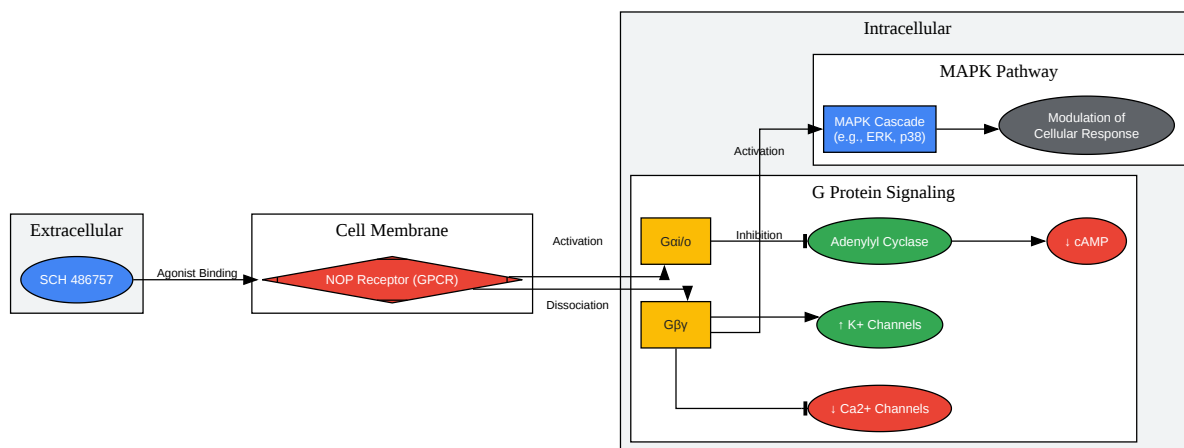 Intracellular
MAPK Pathway
MAPK Cascade
(e.g., ERK, p38)
Modulation of
Cellular Response
Activation
G Protein Signaling
Extracellular
SCH 486757
Agonist Binding
Cell Membrane
NOP Receptor (GPCR)
Activation
Dissociation
Gαi/o
Inhibition
Adenylyl Cyclase
↓ cAMP
Gβγ
↑ K+ Channels
↓ Ca2+ Channels